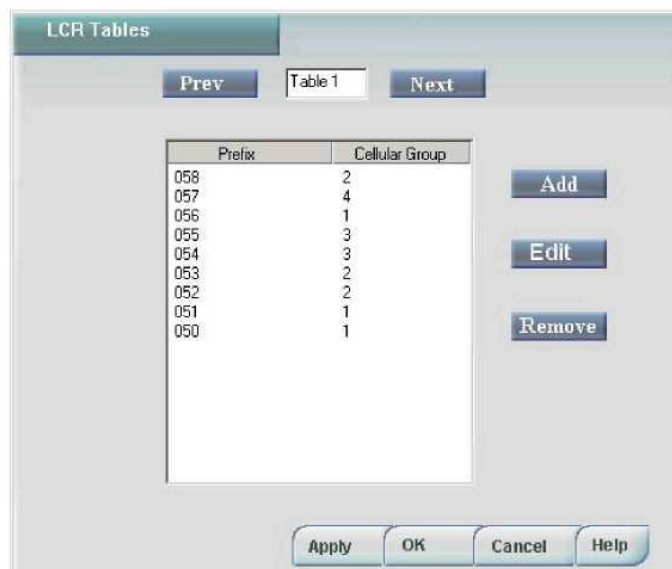 LCR Tables
Prev Table 1 Next
Prefix Cellular Group
058 2
057 4
056 1
055 3
054 3
053 2
052 2
051 1
050 1
Add
Edit
Remove
Apply OK Cancel Help